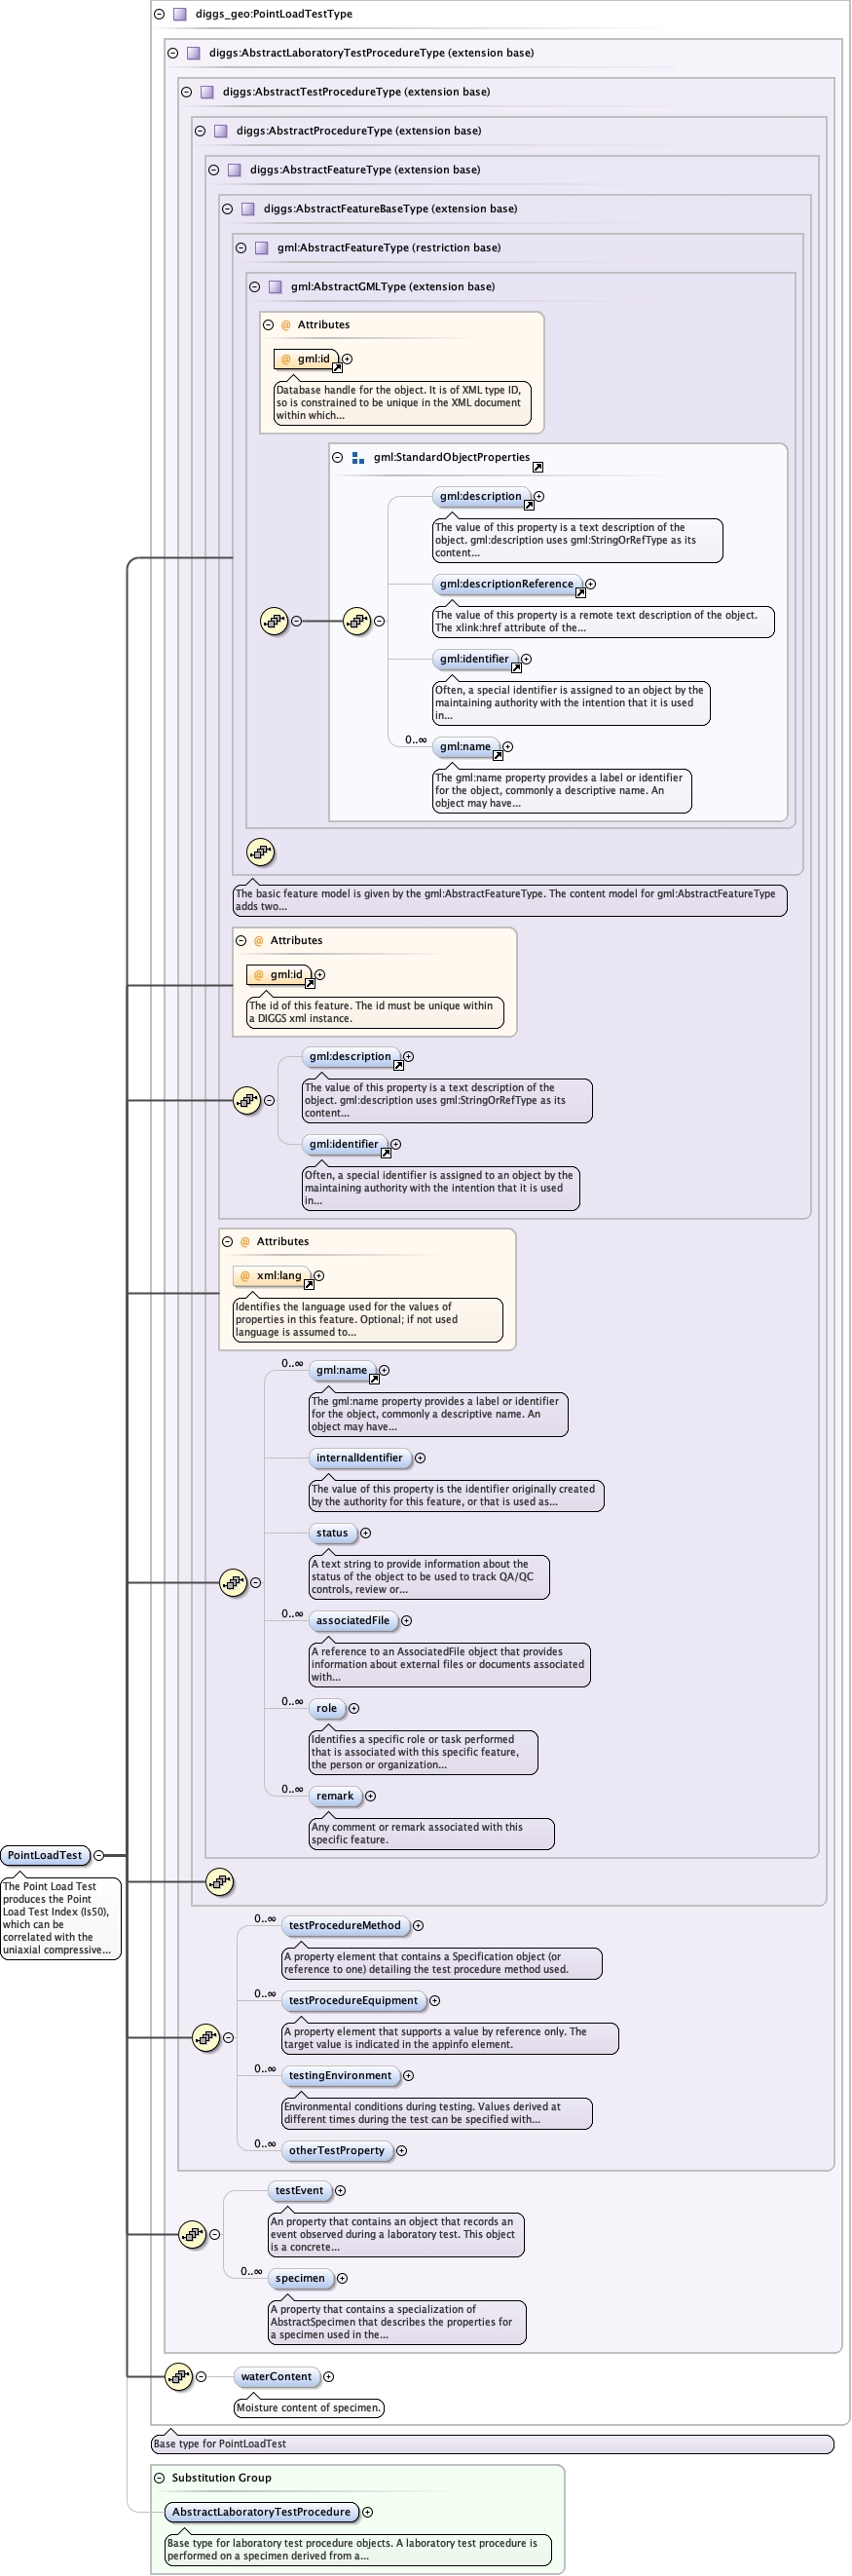 diggs_geo:PointLoadTestType
diggs:AbstractLaboratoryTestProcedureType (extension base)
diggs:AbstractTestProcedureType (extension base)
diggs:AbstractProcedureType (extension base)
diggs:AbstractFeatureType (extension base)
diggs:AbstractFeatureBaseType (extension base)
gml:AbstractFeatureType (restriction base)
gml:AbstractGMLType (extension base)
@ Attributes
@ gml:id
Database handle for the object. It is of XML type ID,
so is constrained to be unique in the XML document
within which...
gml:StandardObjectProperties
gml:description
The value of this property is a text description of the
object. gml:description uses gml:StringOrRefType as its
content...
gml:descriptionReference
The value of this property is a remote text description of the object.
The xlink:href attribute of the...
gml:identifier
Often, a special identifier is assigned to an object by the
maintaining authority with the intention that it is used
in...
0..∞
gml:name
The gml:name property provides a label or identifier
for the object, commonly a descriptive name. An
object may have...
The basic feature model is given by the gml:AbstractFeatureType. The content model for gml:AbstractFeatureType
adds two...
@ Attributes
@ gml:id
The id of this feature. The id must be unique within
a DIGGS xml instance.
gml:description
The value of this property is a text description of the
object. gml:description uses gml:StringOrRefType as its
content...
gml:identifier
Often, a special identifier is assigned to an object by the
maintaining authority with the intention that it is used
in...
@ Attributes
@ xml:lang
Identifies the language used for the values of
properties in this feature. Optional; if not used
language is assumed to...
0..∞
gml:name
The gml:name property provides a label or identifier
for the object, commonly a descriptive name. An
object may have...
internalIdentifier
The value of this property is the identifier originally created
by the authority for this feature, or that is used as...
status
A text string to provide information about the
status of the object to be used to track QA/QC
controls, review or...
0..∞
associatedFile
A reference to an AssociatedFile object that provides
information about external files or documents associated
with...
0..∞
role
Identifies a specific role or task performed
that is associated with this specific feature,
the person or organization...
0..∞
remark
Any comment or remark associated with this
specific feature.
PointLoadTest
The Point Load Test
produces the Point
Load Test Index (Is50),
which can be
correlated with the
uniaxial compressive...
0..∞
testProcedureMethod
A property element that contains a Specification object (or
reference to one) detailing the test procedure method used.
0..∞
testProcedureEquipment
A property element that supports a value by reference only. The
target value is indicated in the appinfo element.
0..∞
testingEnvironment
Environmental conditions during testing. Values derived at
different times during the test can be specified with...
0..∞
otherTestProperty
testEvent
An property that contains an object that records an
event observed during a laboratory test. This object
is a concrete...
0..∞
specimen
A property that contains a specialization of
AbstractSpecimen that describes the properties for
a specimen used in the...
waterContent
Moisture content of specimen.
Base type for PointLoadTest
Substitution Group
AbstractLaboratoryTestProcedure
Base type for laboratory test procedure objects. A laboratory test procedure is
performed on a specimen derived from a...